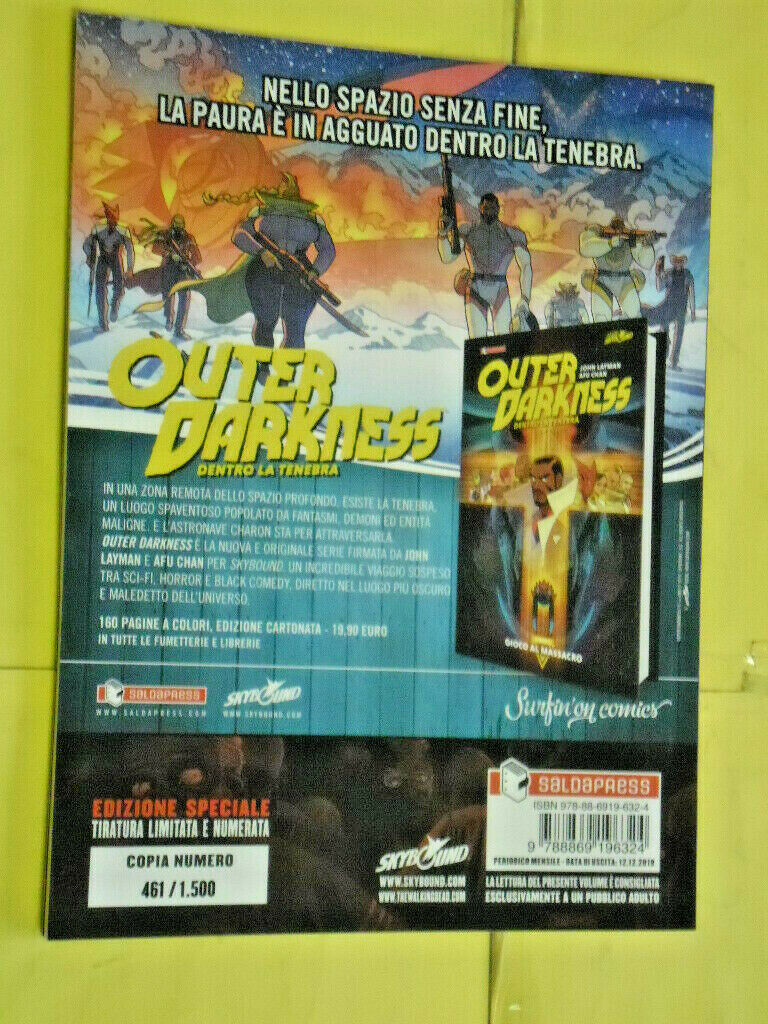 NELLO SPAZIO SENZA FINE,
LA PAURA È IN AGGUATO DENTRO LA TENEBRA.
OUTER
DARKNESS
DENTRO LA TENEBRA
IN UNA ZONA REMOTA DELLO SPAZIO PROFONDO, ESISTE LA TENEBRA,
UN LUOGO SPAVENTOSO POPOLATO DA FANTASMI, DEMONI ED ENTITÀ
MALIGNE. E L'ASTRONAVE CHARON STA PER ATTRAVERSARLA.
OUTER DARKNESS È LA NUOVA E ORIGINALE SERIE FIRMATA DA JOHN
LAYMAN E AFU CHAN PER SKYBOUND. UN INCREDIBILE VIAGGIO SOSPESO
TRA SCI-FI, HORROR E BLACK COMEDY, DIRETTO NEL LUOGO PIÙ OSCURO
E MALEDETTO DELL'UNIVERSO.
160 PAGINE A COLORI, EDIZIONE CARTONATA - 19,90 EURO
IN TUTTE LE FUMETTERIE E LIBRERIE
JOHN LAYMAN
AFU CHAN
OUTER
DARKNESS
DENTRO LA TENEBRA
GIOCO AL MASSACRO
SALDAPRESS
WWW.SALDAPRESS.COM
SKYBOUND
WWW.SKYBOUND.COM
Surfin' on comics
EDIZIONE SPECIALE
TIRATURA LIMITATA E NUMERATA
COPIA NUMERO
461 / 1.500
SKYBOUND
WWW.SKYBOUND.COM
WWW.THEWALKINGDEAD.COM
SALDAPRESS
ISBN 978-88-6919-632-4
9 788869 196324
PERIODICO MENSILE - DATA DI USCITA: 12.12.2019
LA LETTURA DEL PRESENTE VOLUME È CONSIGLIATA
ESCLUSIVAMENTE A UN PUBBLICO ADULTO